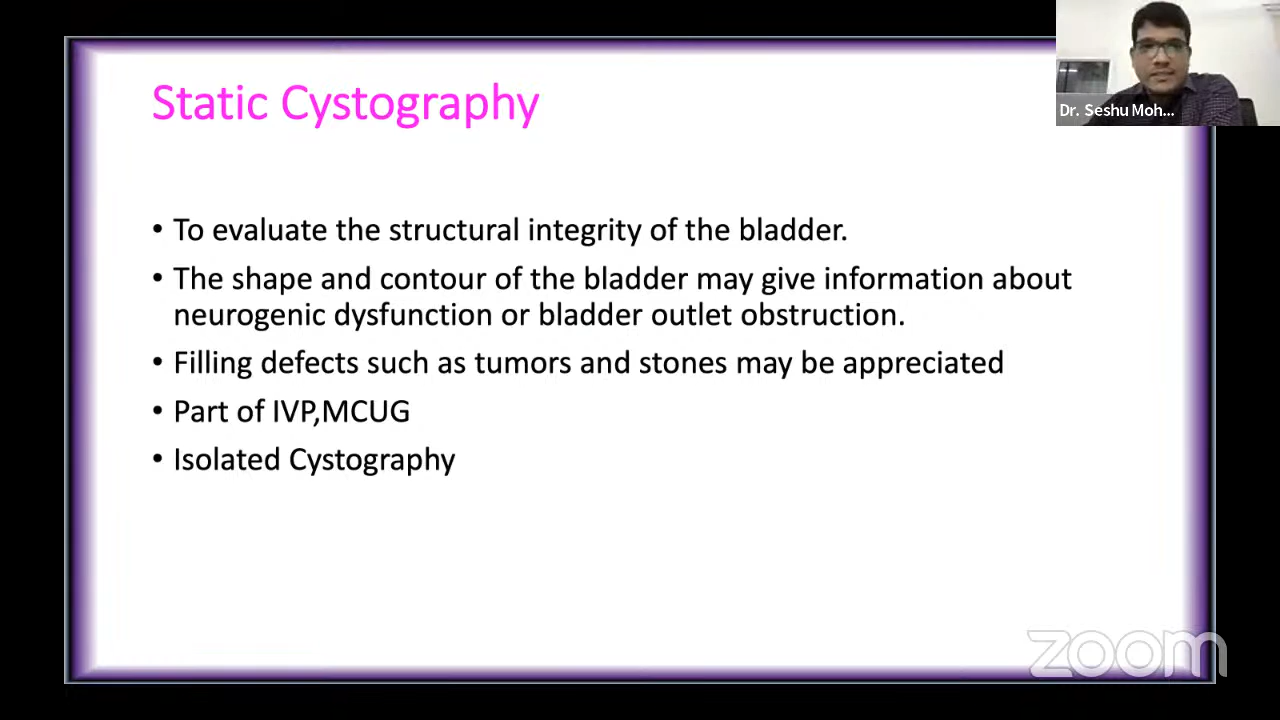 Static Cystography
Dr. Seshu Moh...
• To evaluate the structural integrity of the bladder.
• The shape and contour of the bladder may give information about
neurogenic dysfunction or bladder outlet obstruction.
• Filling defects such as tumors and stones may be appreciated
• Part of IVP,MCUG
• Isolated Cystography
zoom